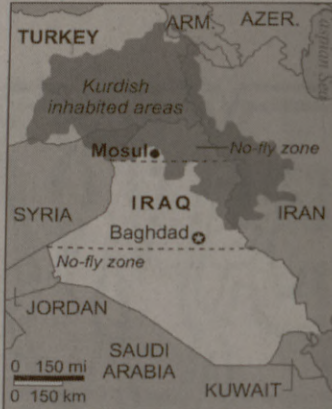 ARM.
AZER.
TURKEY
Caspian Sea
Kurdish
inhabited areas
Mosul
No-fly zone
SYRIA
IRAQ
IRAN
Baghdad
No-fly zone
JORDAN
SAUDI
ARABIA
0 150 mi
0 150 km
KUWAIT